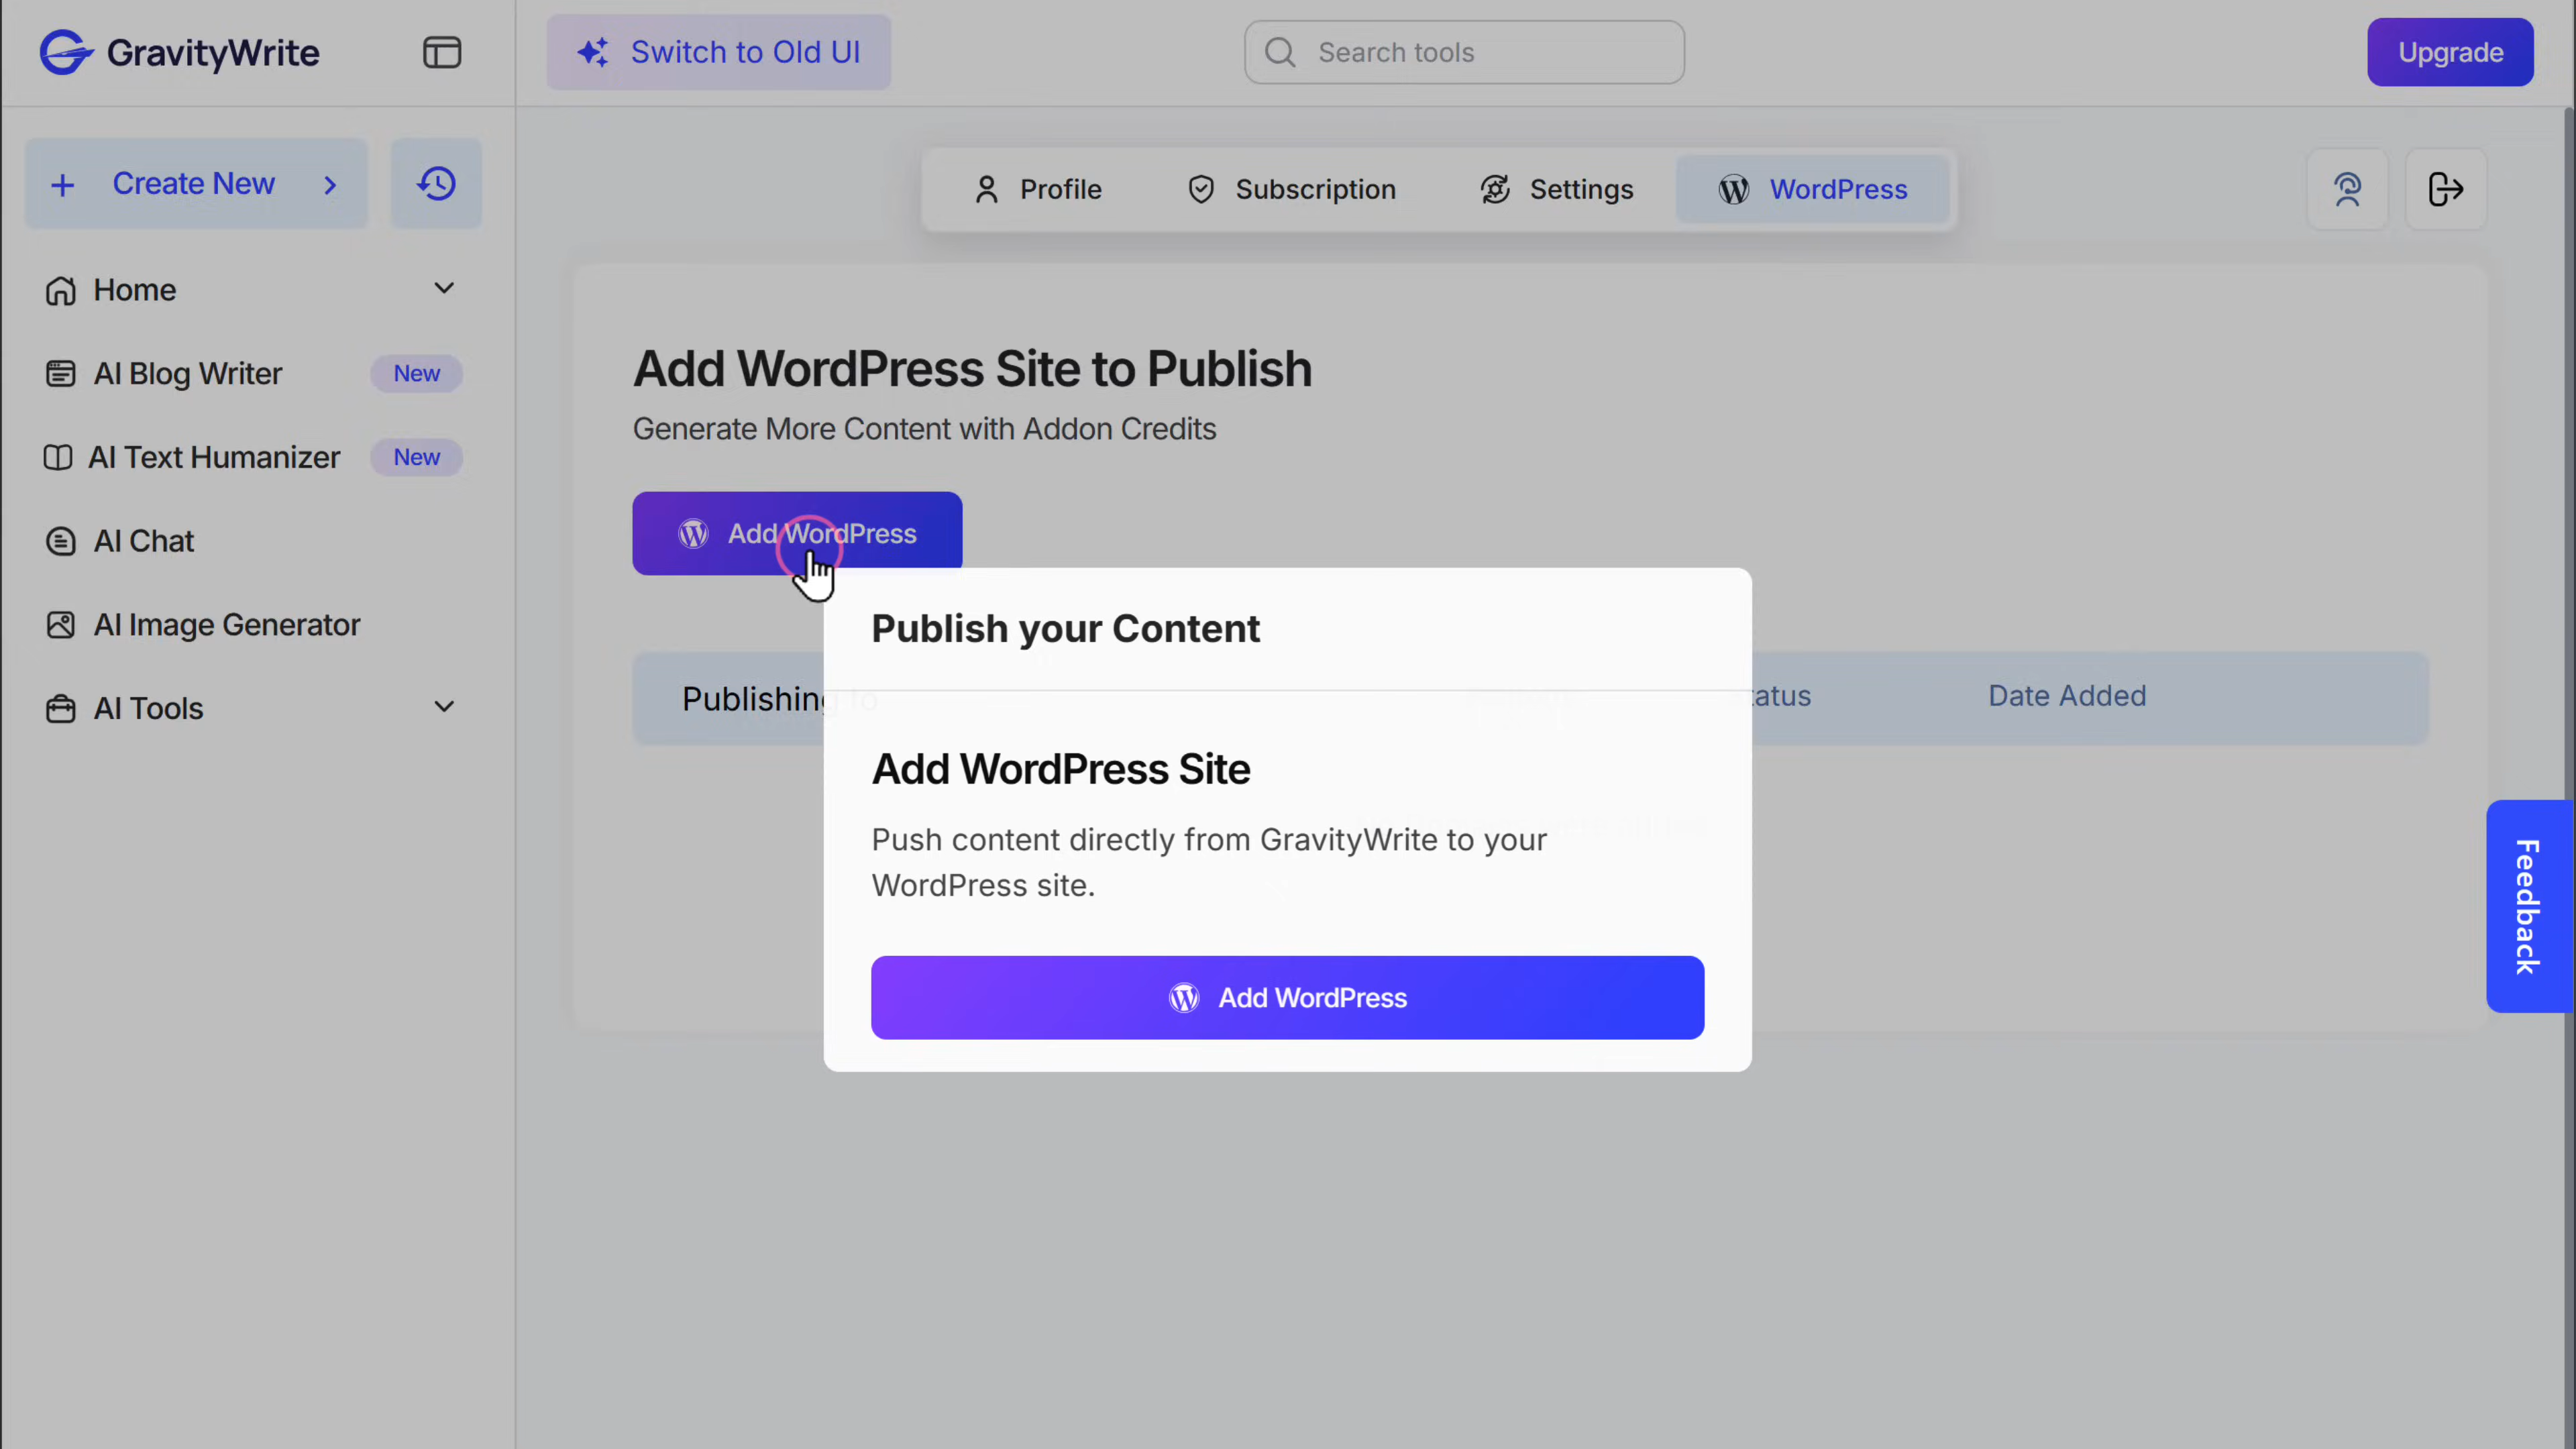 GravityWrite
Switch to Old UI
Search tools
Upgrade
Create New
Profile
Subscription
Settings
WordPress
Home
AI Blog Writer
New
AI Text Humanizer
New
AI Chat
AI Image Generator
AI Tools
Add WordPress Site to Publish
Generate More Content with Addon Credits
Add WordPress
Publishing to
Date Added
Publish your Content
Add WordPress Site
Push content directly from GravityWrite to your
WordPress site.
Add WordPress
Feedback